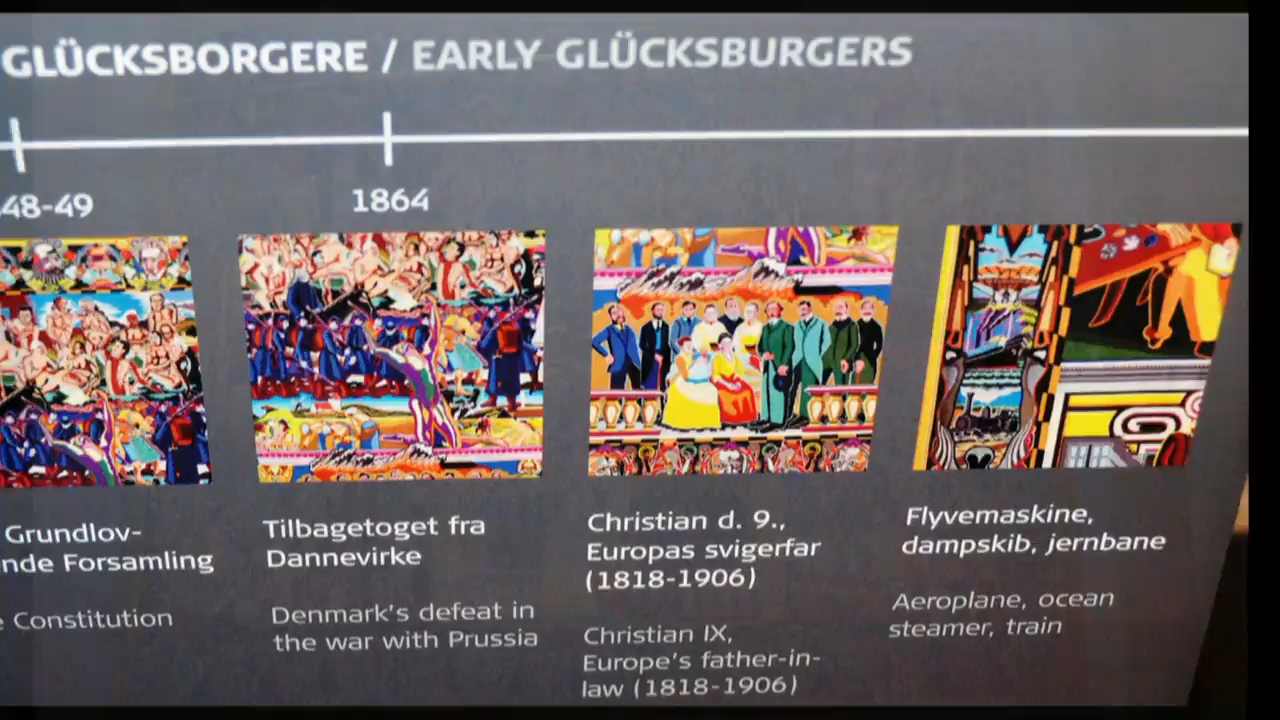 GLÜCKSBORGERE / EARLY GLÜCKSBURGERS
48-49
1864
Grundlov-
nde Forsamling
Constitution
Tilbagetoget fra
Dannevirke
Denmark's defeat in
the war with Prussia
Christian d. 9.,
Europas svigerfar
(1818-1906)
Christian IX,
Europe's father-in-
law (1818-1906)
Flyvemaskine,
dampskib, jernbane
Aeroplane, ocean
steamer, train